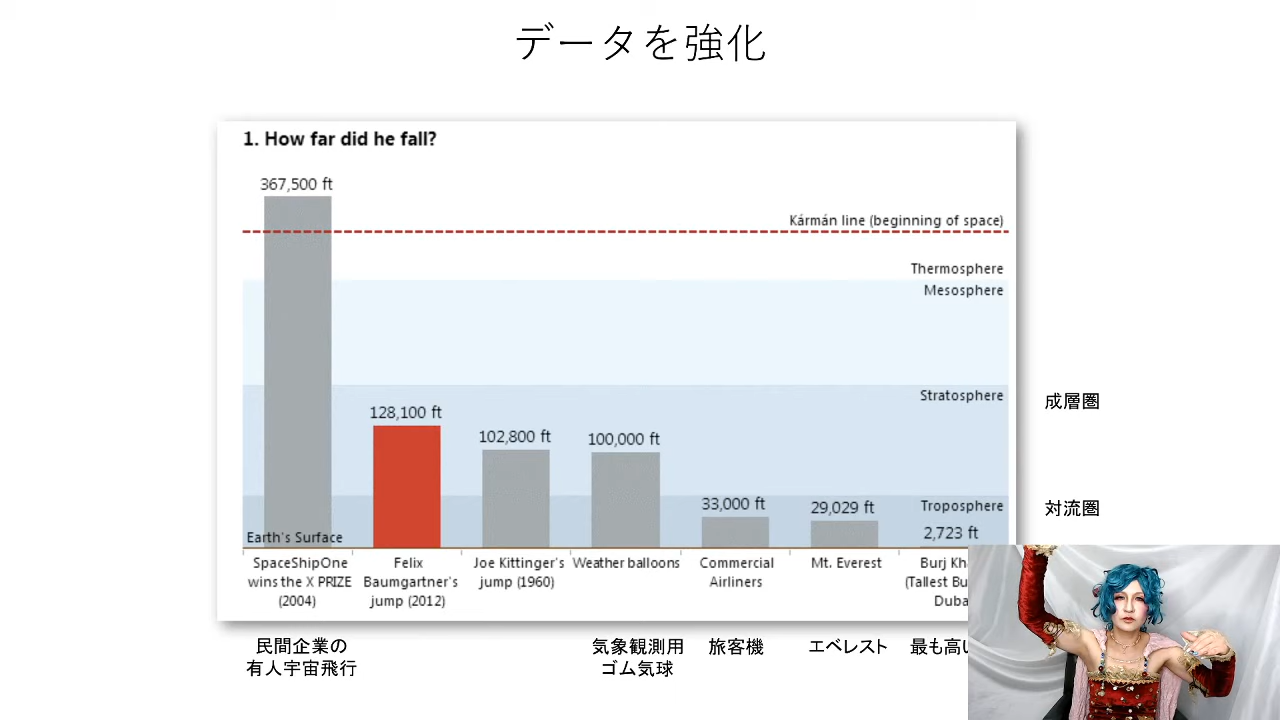 データを強化
1. How far did he fall?
367,500 ft
Kármán line (beginning of space)
Thermosphere
Mesosphere
Stratosphere
成層圏
128,100 ft
102,800 ft
100,000 ft
33,000 ft
29,029 ft
Troposphere
対流圏
2,723 ft
Earth's Surface
SpaceShipOne
wins the X PRIZE
(2004)
Felix
Baumgartner's
jump (2012)
Joe Kittinger's
jump (1960)
Weather balloons
Commercial
Airliners
Mt. Everest
Burj
(Tallest
民間企業の
有人宇宙飛行
気象観測用
ゴム気球
旅客機
エベレスト
最も高